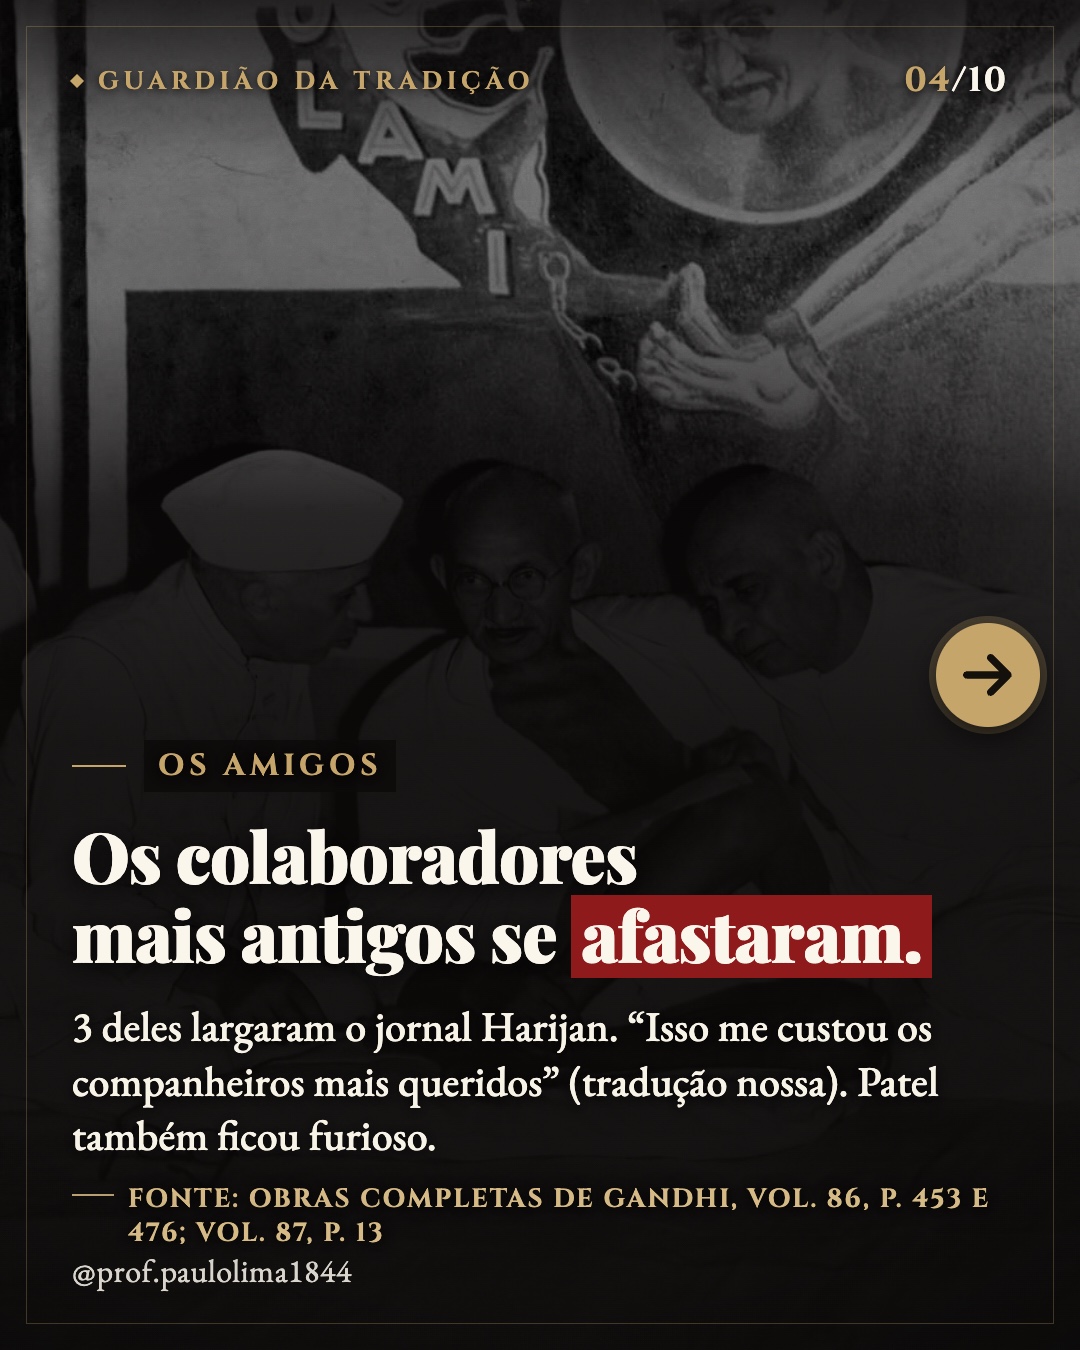 ◆ GUARDIÃO DA TRADIÇÃO
04/10
U
L
A
M
I
OS AMIGOS
Os colaboradores
mais antigos se afastaram.
3 deles largaram o jornal Harijan. “Isso me custou os
companheiros mais queridos” (tradução nossa). Patel
também ficou furioso.
FONTE: OBRAS COMPLETAS DE GANDHI, VOL. 86, P. 453 E
476; VOL. 87, P. 13
@prof.paulolima1844